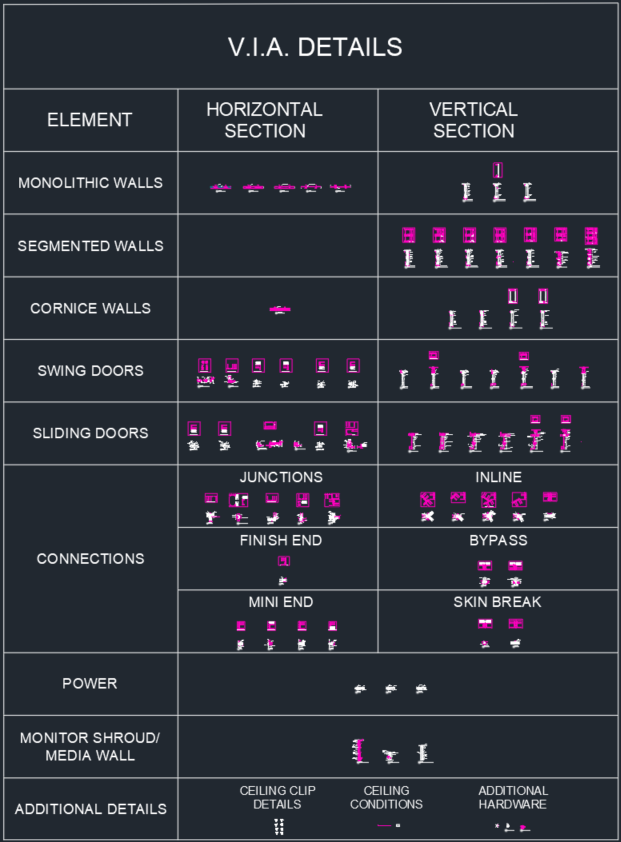 V.I.A. DETAILS
ELEMENT
HORIZONTAL
SECTION
VERTICAL
SECTION
MONOLITHIC WALLS
SEGMENTED WALLS
CORNICE WALLS
SWING DOORS
SLIDING DOORS
CONNECTIONS
JUNCTIONS
INLINE
FINISH END
BYPASS
MINI END
SKIN BREAK
POWER
MONITOR SHROUD/
MEDIA WALL
ADDITIONAL DETAILS
CEILING CLIP
DETAILS
CEILING
CONDITIONS
ADDITIONAL
HARDWARE